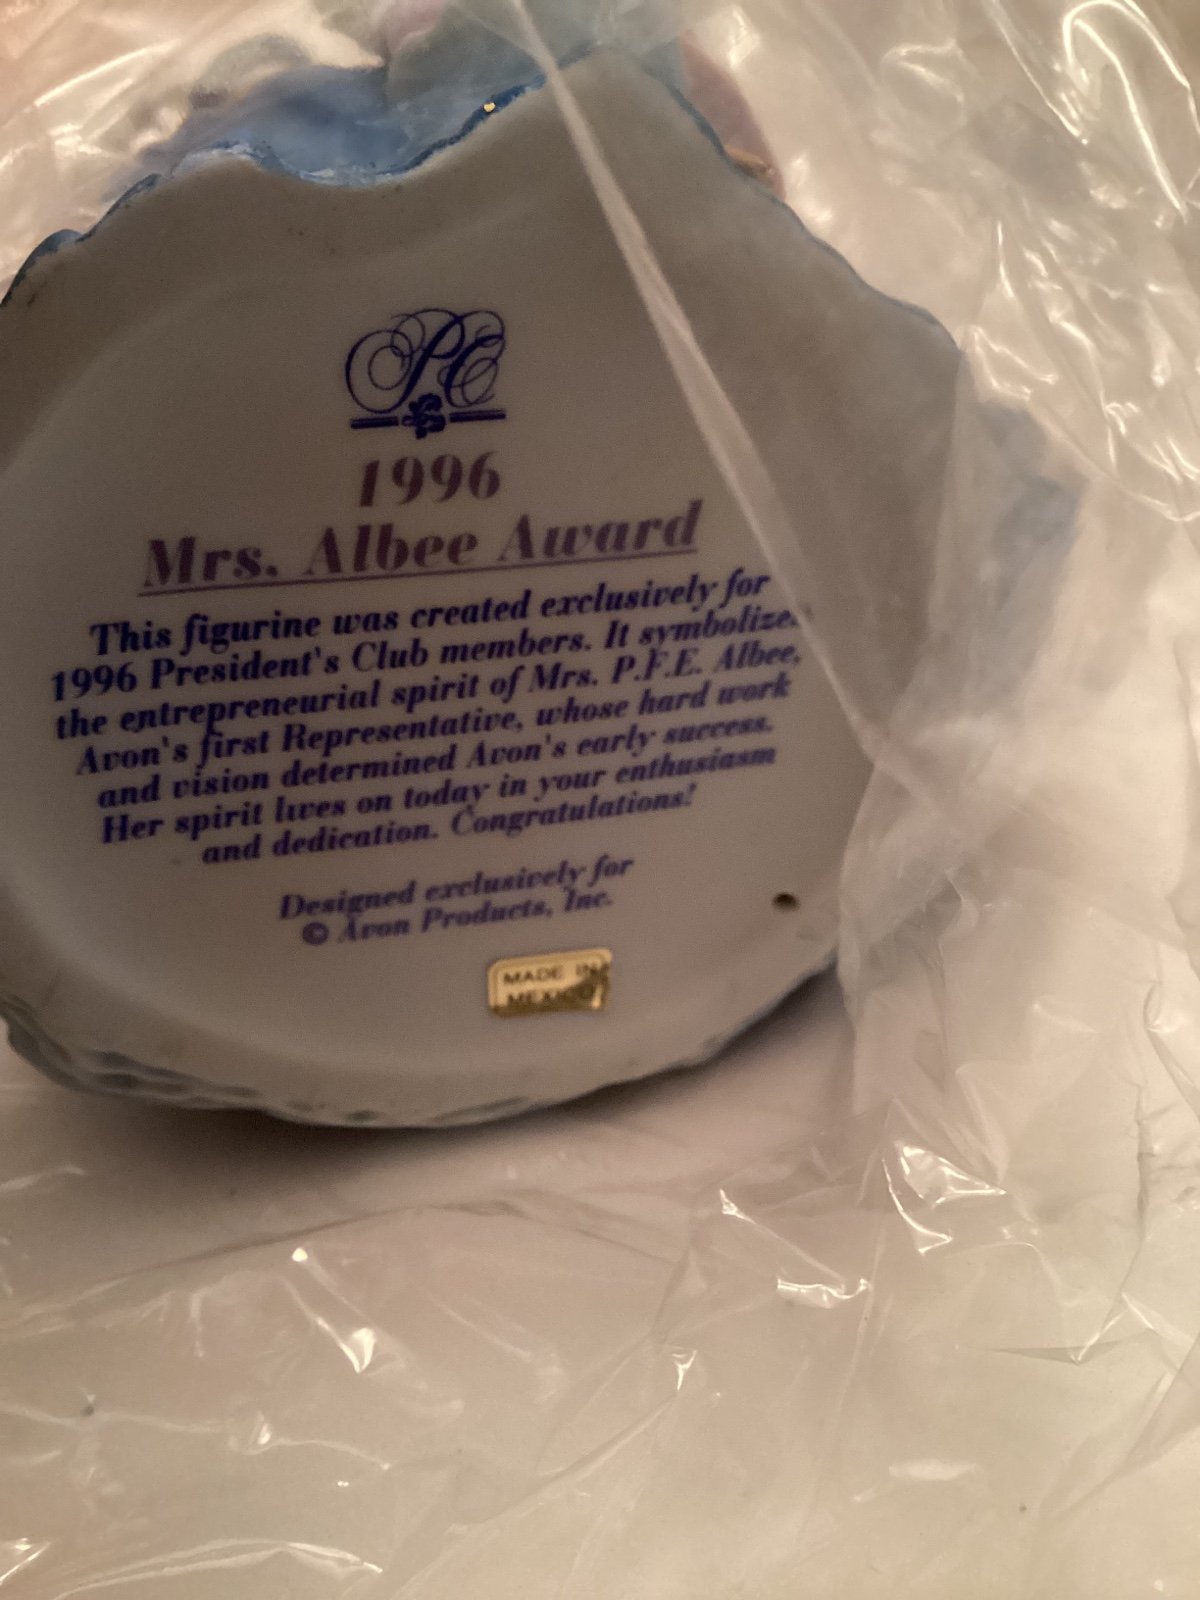 PC
1996
Mrs. Albee Award
This figurine was created exclusively for
1996 President's Club members. It symbolizes
the entrepreneurial spirit of Mrs. P.F.E. Albee,
Avon's first Representative, whose hard work
and vision determined Avon's early success.
Her spirit lives on today in your enthusiasm
and dedication. Congratulations!
Designed exclusively for
© Avon Products, Inc.
MADE IN
MEXICO